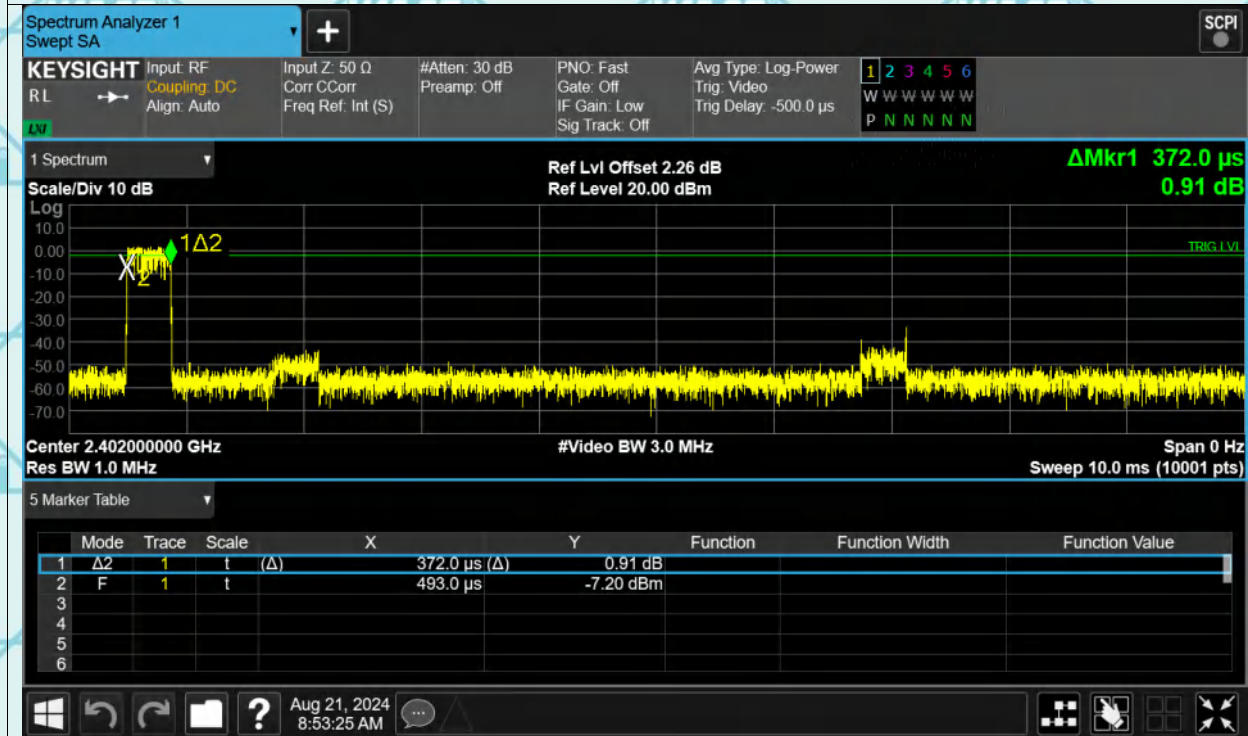 Spectrum Analyzer 1
Swept SA
+
SCPI
KEYSIGHT
RL
LXI
Input: RF
Coupling: DC
Align: Auto
Input Z: 50 Ω
Corr CCorr
Freq Ref: Int (S)
#Atten: 30 dB
Preamp: Off
PNO: Fast
Gate: Off
IF Gain: Low
Sig Track: Off
Avg Type: Log-Power
Trig: Video
Trig Delay: -500.0 µs
1 2 3 4 5 6
W W W W W W
P N N N N N
1 Spectrum
Scale/Div 10 dB
Ref Lvl Offset 2.26 dB
Ref Level 20.00 dBm
ΔMkr1 372.0 µs
0.91 dB
Log
10.0
0.00
-10.0
-20.0
-30.0
-40.0
-50.0
-60.0
-70.0
1Δ2
2
TRIG LVL
Center 2.402000000 GHz
#Video BW 3.0 MHz
Span 0 Hz
Res BW 1.0 MHz
Sweep 10.0 ms (10001 pts)
5 Marker Table
Mode Trace Scale X Y Function Function Width Function Value
1 Δ2 1 t (Δ) 372.0 µs (Δ) 0.91 dB
2 F 1 t 493.0 µs -7.20 dBm
3
4
5
6
?
Aug 21, 2024
8:53:25 AM